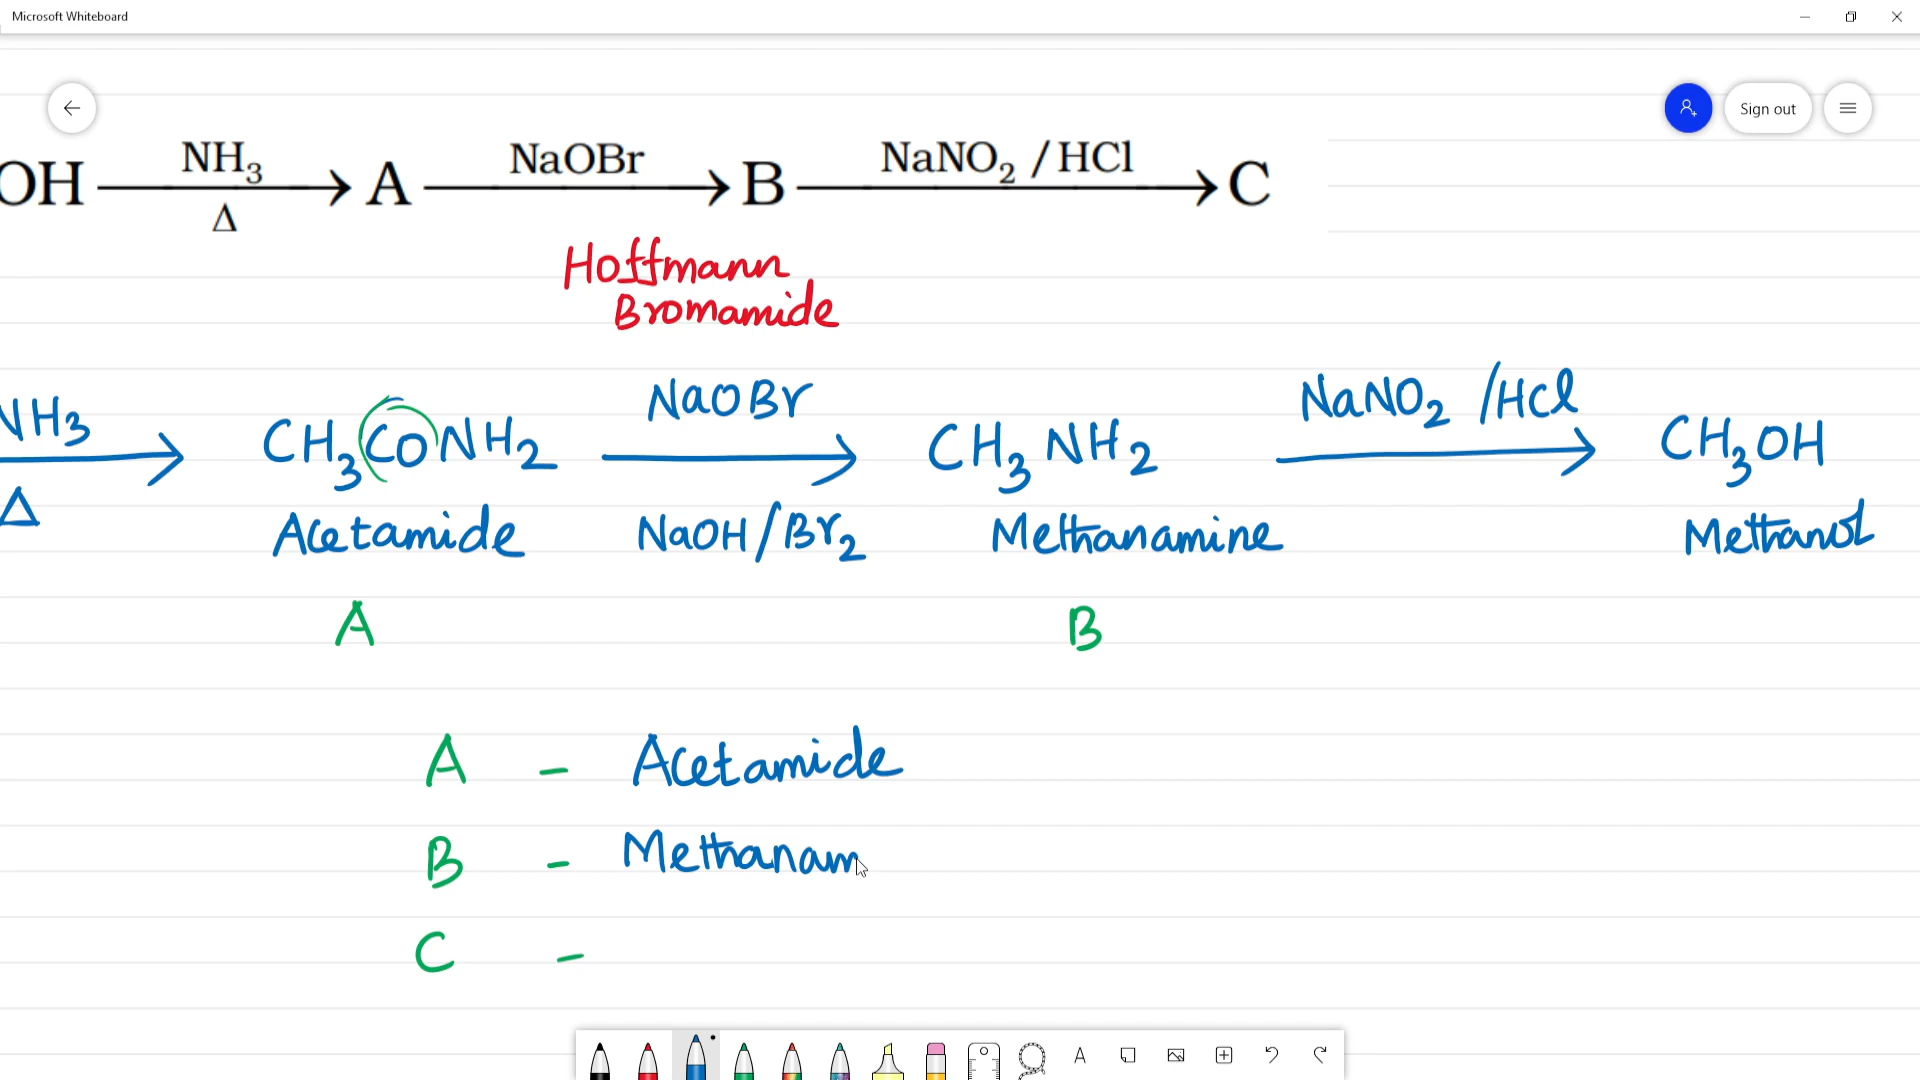 Microsoft Whiteboard
Sign out
OH NH3 Δ A NaOBr B NaNO2 / HCl C
Hoffmann
Bromamide
NH3 Δ CH3CONH2 NaOBr CH3NH2 NaNO2 /HCl CH3OH
Acetamide NaOH/Br2 Methanamine Methanol
A B
A - Acetamide
B - Methanam
C -
A